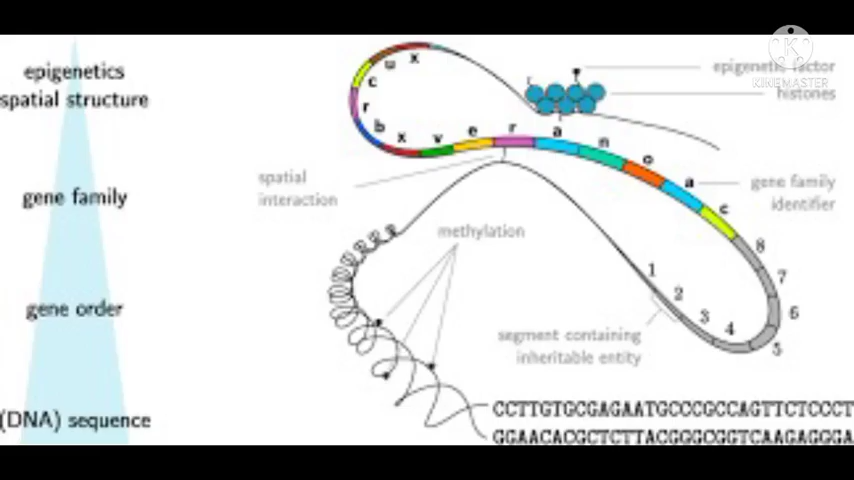 epigenetics
spatial structure
gene family
gene order
(DNA) sequence
epigenetic factor
histones
x
u
c
r
b
x
v
e
r
a
n
o
a
c
gene family
identifier
spatial
interaction
methylation
8
7
6
5
4
3
2
1
segment containing
inheritable entity
CCTTGTGCGAGAATGCCCGCCAGTTCTCCCT
GGAACACGCTCTTACGGGCGGTCAAGAGGGA
K
KINEMASTER